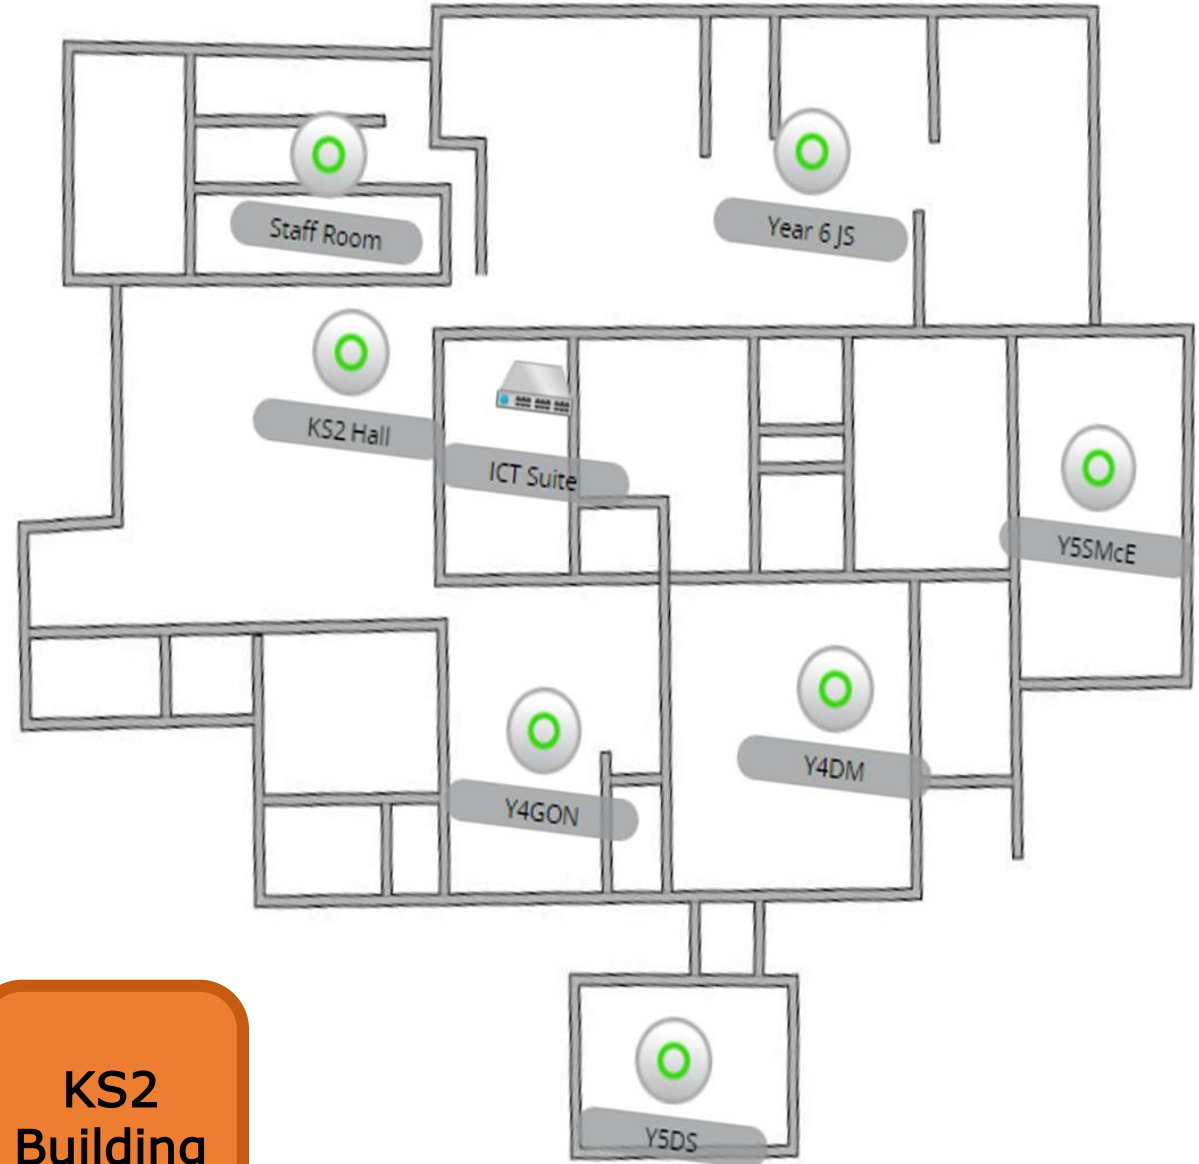 Staff Room
Year 6 JS
KS2 Hall
ICT Suite
Y5SMcE
Y4DM
Y4GON
Y5DS
KS2
Building